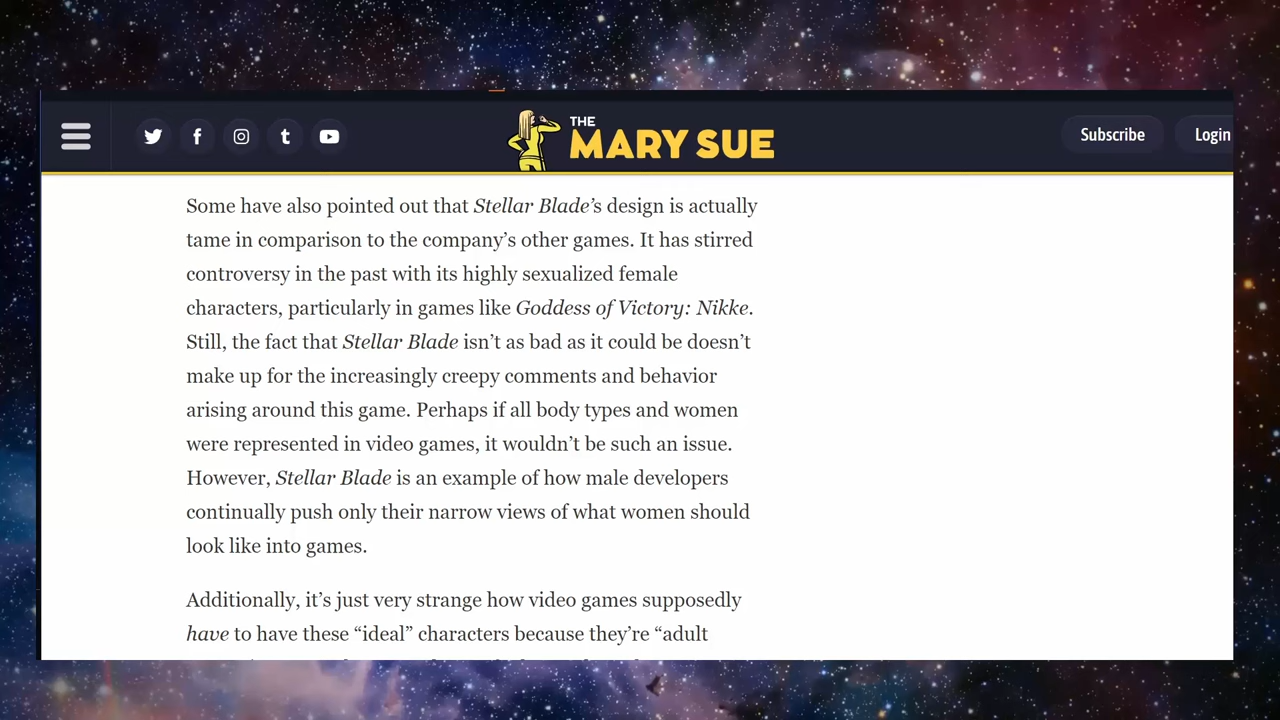 THE
MARY SUE
Subscribe
Login
Some have also pointed out that Stellar Blade’s design is actually
tame in comparison to the company’s other games. It has stirred
controversy in the past with its highly sexualized female
characters, particularly in games like Goddess of Victory: Nikke.
Still, the fact that Stellar Blade isn’t as bad as it could be doesn’t
make up for the increasingly creepy comments and behavior
arising around this game. Perhaps if all body types and women
were represented in video games, it wouldn’t be such an issue.
However, Stellar Blade is an example of how male developers
continually push only their narrow views of what women should
look like into games.
Additionally, it’s just very strange how video games supposedly
have to have these “ideal” characters because they’re “adult